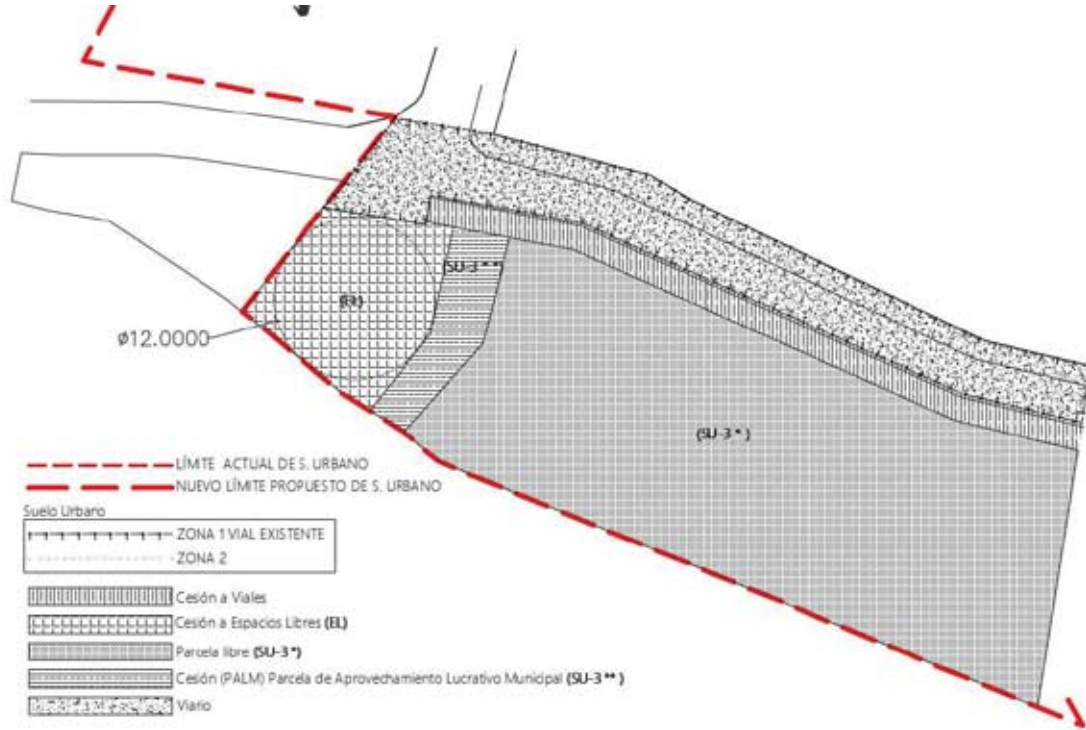 (SU-3**)
(EL)
ø12.0000
(SU-3*)
LÍMITE ACTUAL DE S. URBANO
NUEVO LÍMITE PROPUESTO DE S. URBANO
Suelo Urbano
ZONA 1 VIAL EXISTENTE
ZONA 2
Cesión a Viales
Cesión a Espacios Libres (EL)
Parcela libre (SU-3*)
Cesión (PALM) Parcela de Aprovechamiento Lucrativo Municipal (SU-3**)
Viario